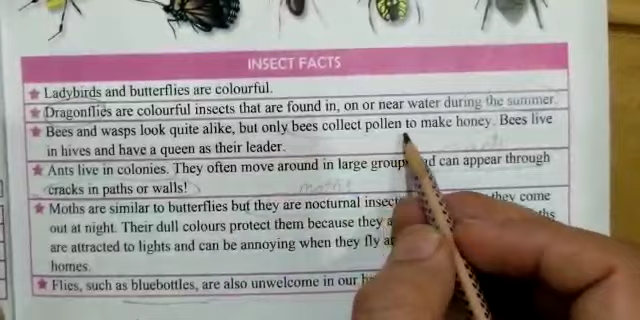 INSECT FACTS
★ Ladybirds and butterflies are colourful.
★ Dragonflies are colourful insects that are found in, on or near water during the summer.
★ Bees and wasps look quite alike, but only bees collect pollen to make honey. Bees live
in hives and have a queen as their leader.
★ Ants live in colonies. They often move around in large group and can appear through
cracks in paths or walls!
★ Moths are similar to butterflies but they are nocturnal insect they come
out at night. Their dull colours protect them because they
are attracted to lights and can be annoying when they fly
homes.
★ Flies, such as bluebottles, are also unwelcome in our